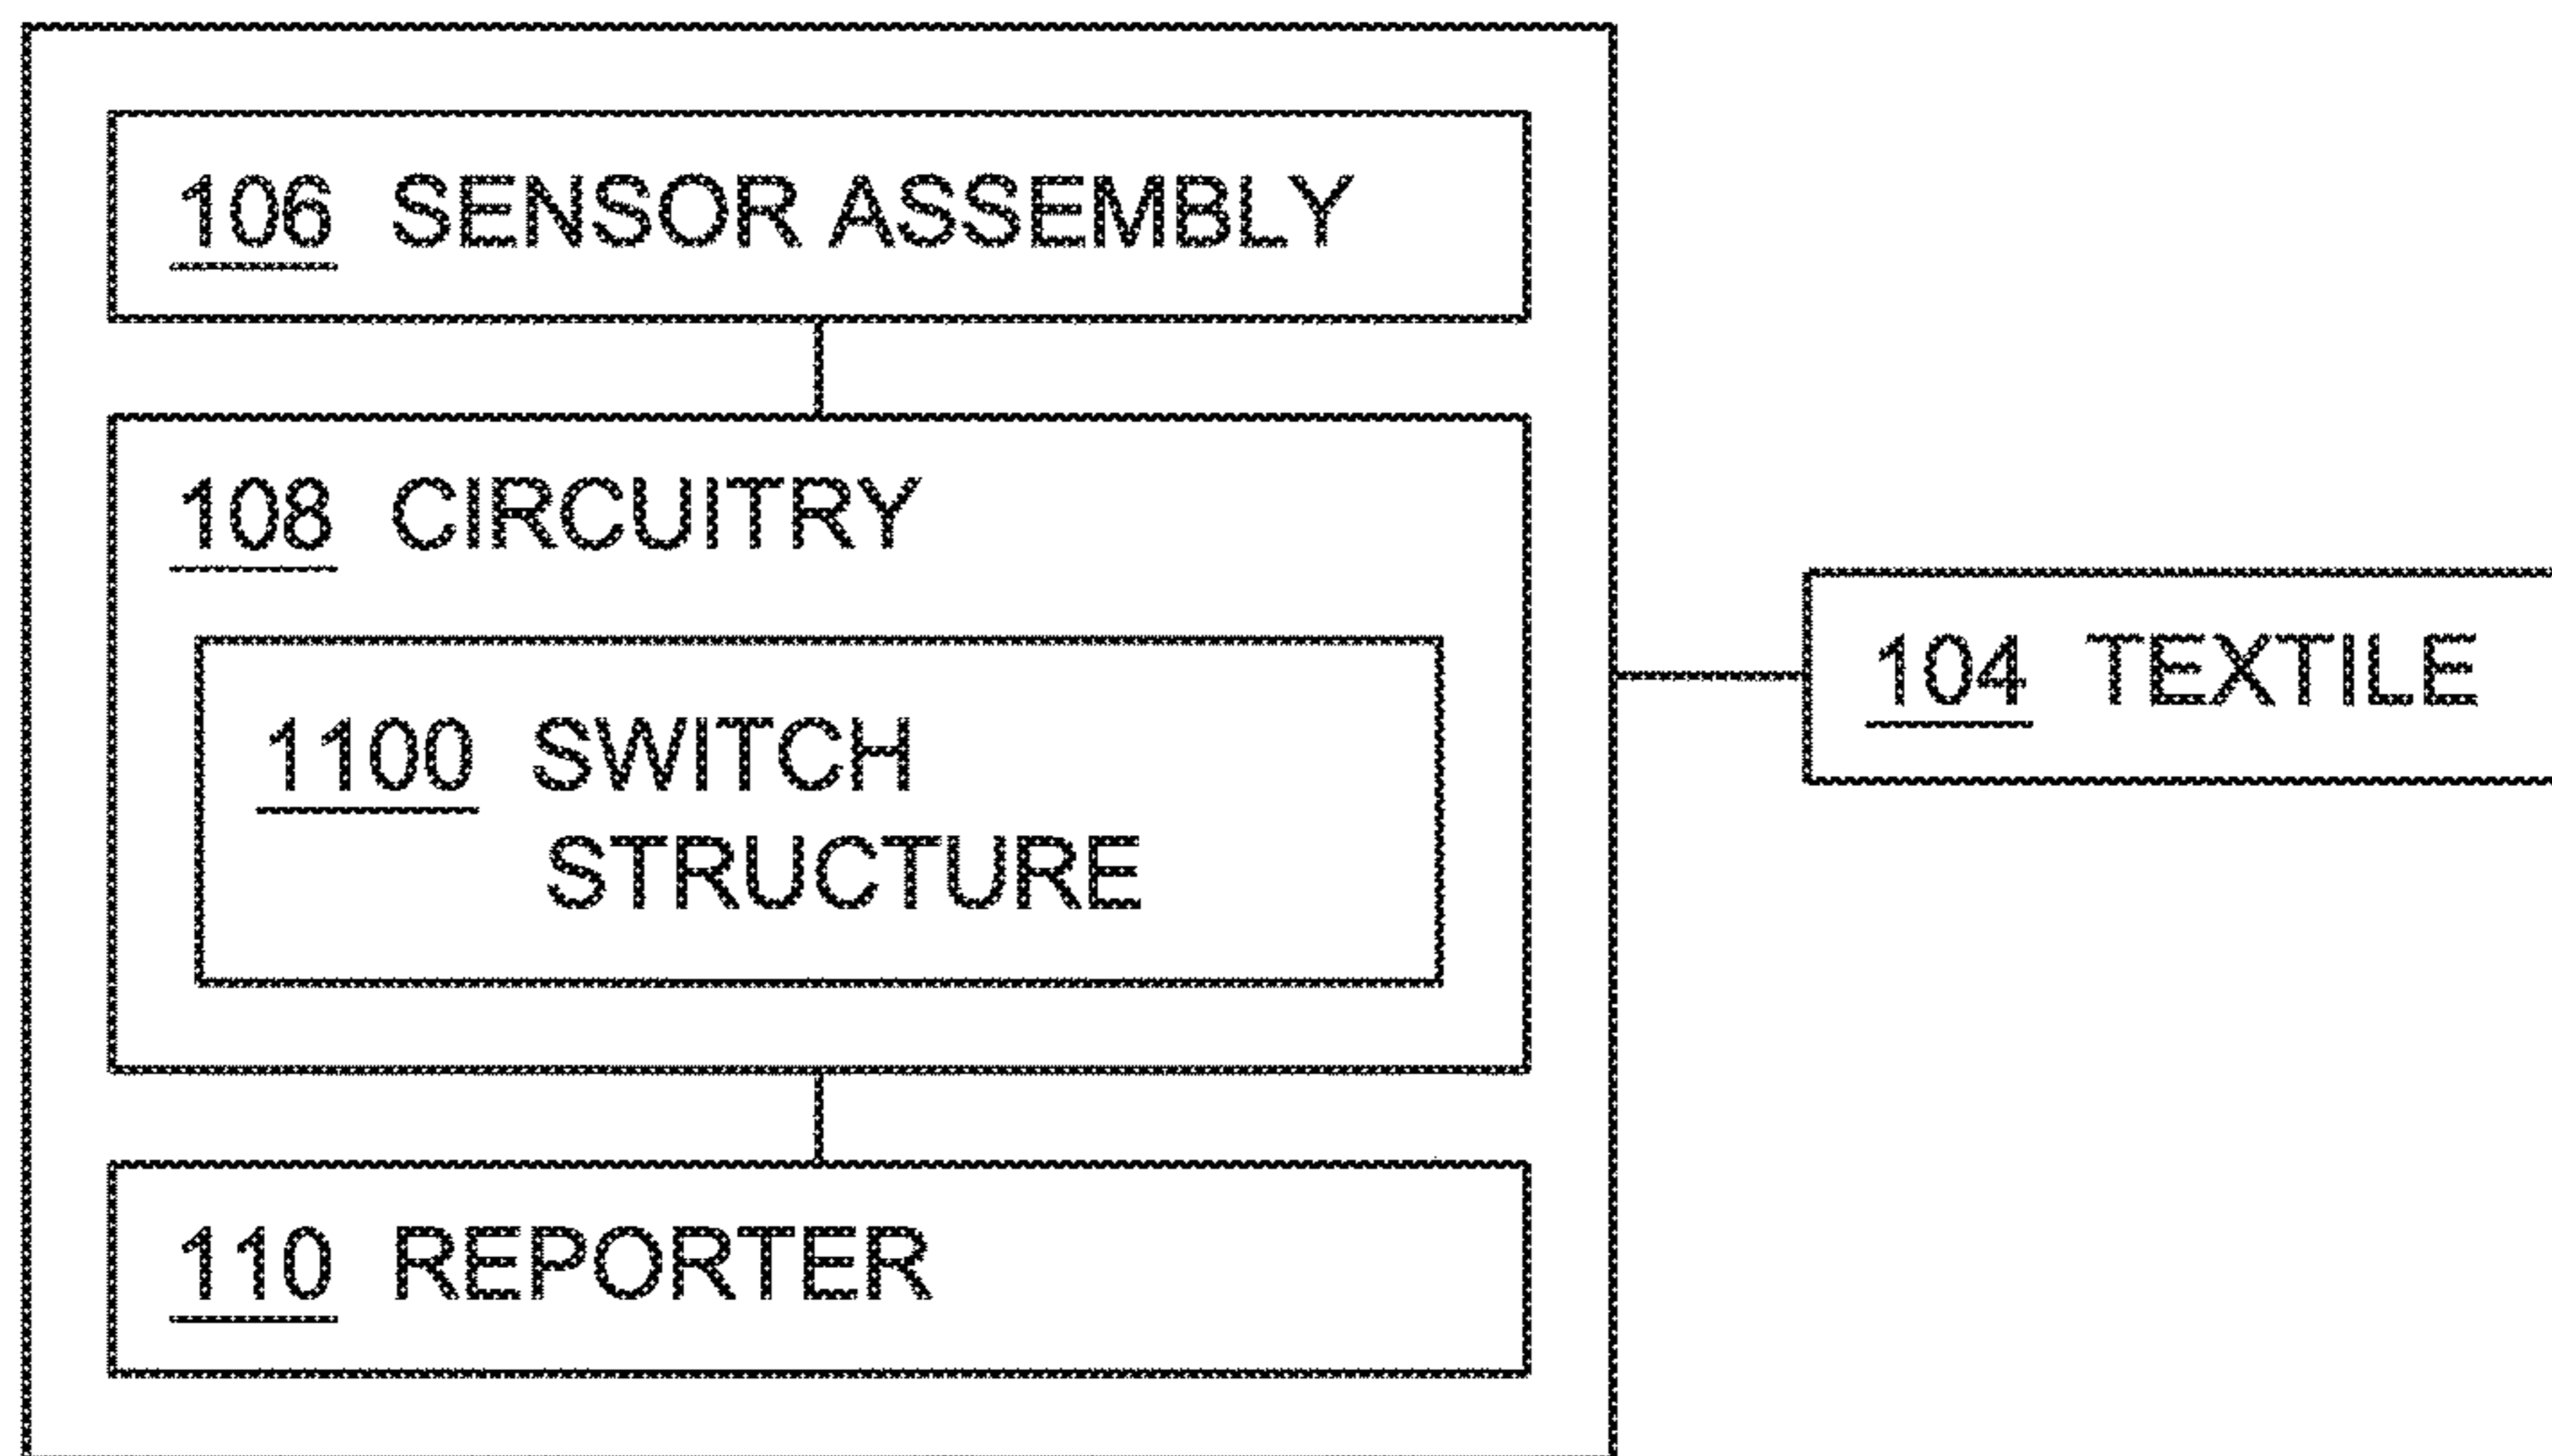 106 SENSOR ASSEMBLY
108 CIRCUITRY
1100 SWITCH
STRUCTURE
104 TEXTILE
110 REPORTER